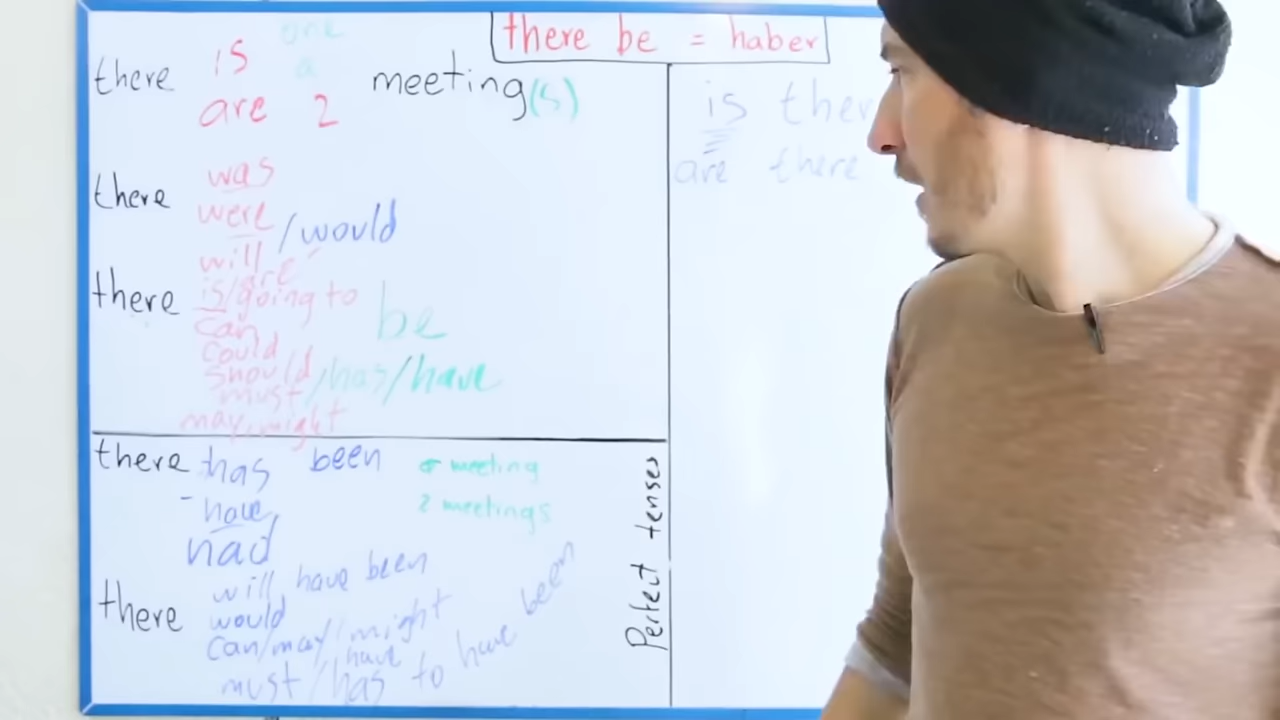 there be = haber
one
there is a meeting(s)
are 2
there was
were /would
will
there is/are going to be
can
could
should /has/have
must
may, might
there has been a meeting
- have, 2 meetings
had
will have been
there would
can/may/might
have
must/has to have been
Perfect tenses
is ther
are there